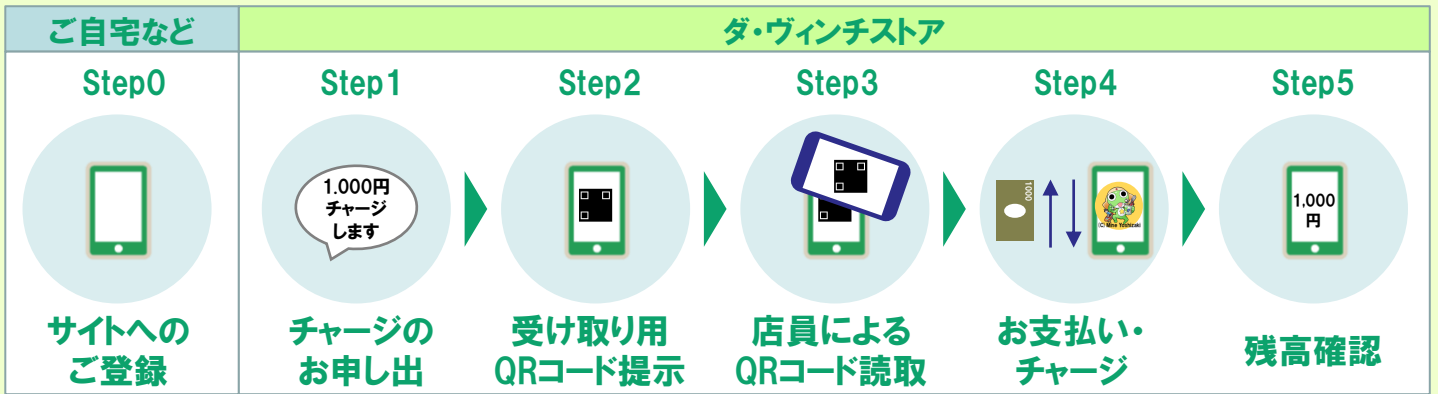 ご自宅など
ダ・ヴィンチストア
Step0
Step1
Step2
Step3
Step4
Step5
1.000円
チャージ
します
1000
(C) Mine Yoshizaki
1,000
円
サイトへの
ご登録
チャージの
お申し出
受け取り用
QRコード提示
店員による
QRコード読取
お支払い・
チャージ
残高確認